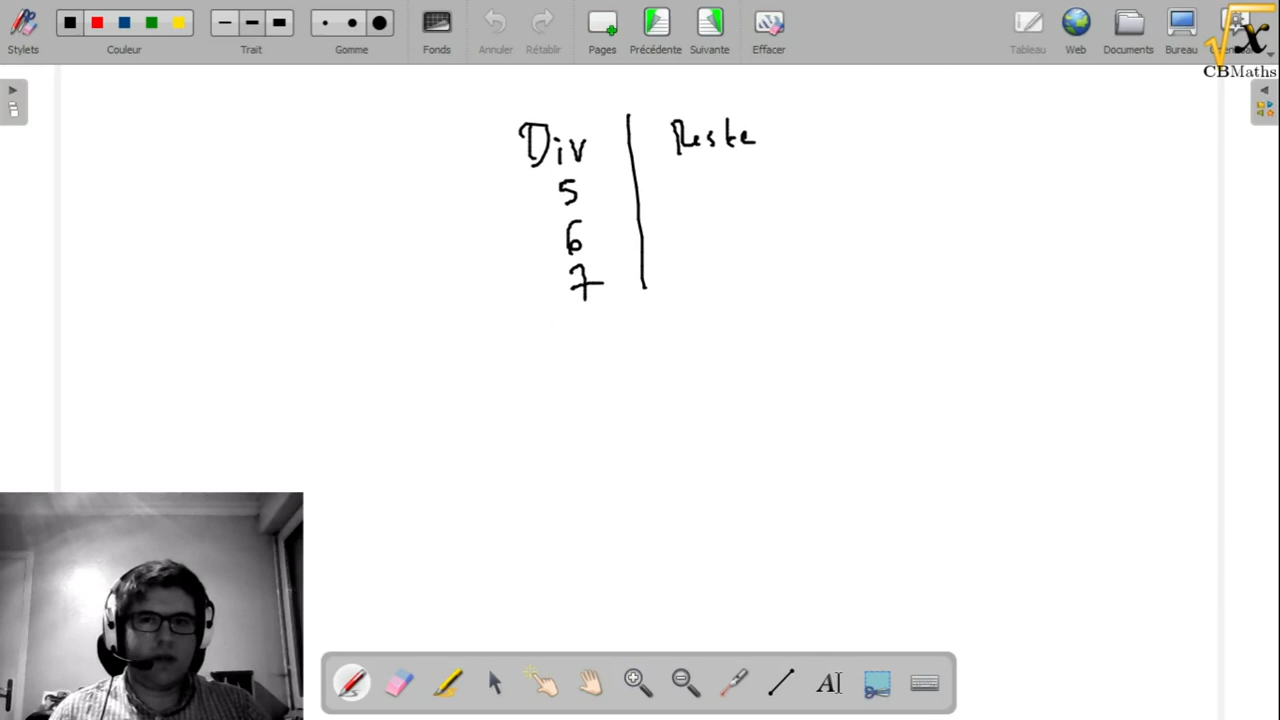 Stylets Couleur Trait Gomme Fonds Annuler Rétablir Pages Précédente Suivante Effacer Tableau Web Documents Bureau
CBMaths
Div Reste
5
6
7